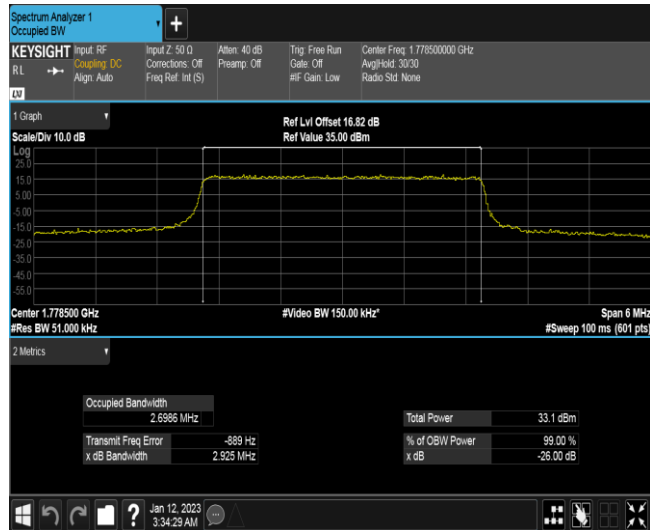 Spectrum Analyzer 1
Occupied BW
+
KEYSIGHT
RL
LXI
Input: RF
Coupling: DC
Align: Auto
Input Z: 50 Ω
Corrections: Off
Freq Ref: Int (S)
Atten: 40 dB
Preamp: Off
Trig: Free Run
Gate: Off
#IF Gain: Low
Center Freq: 1.778500000 GHz
Avg|Hold: 30/30
Radio Std: None
1 Graph
Scale/Div 10.0 dB
Ref Lvl Offset 16.82 dB
Ref Value 35.00 dBm
Log
25.0
15.0
5.00
-5.00
-15.0
-25.0
-35.0
-45.0
-55.0
Center 1.778500 GHz
#Res BW 51.000 kHz
#Video BW 150.00 kHz*
Span 6 MHz
#Sweep 100 ms (601 pts)
2 Metrics
Occupied Bandwidth
2.6986 MHz
Transmit Freq Error -889 Hz
x dB Bandwidth 2.925 MHz
Total Power 33.1 dBm
% of OBW Power 99.00 %
x dB -26.00 dB
?
Jan 12, 2023
3:34:29 AM